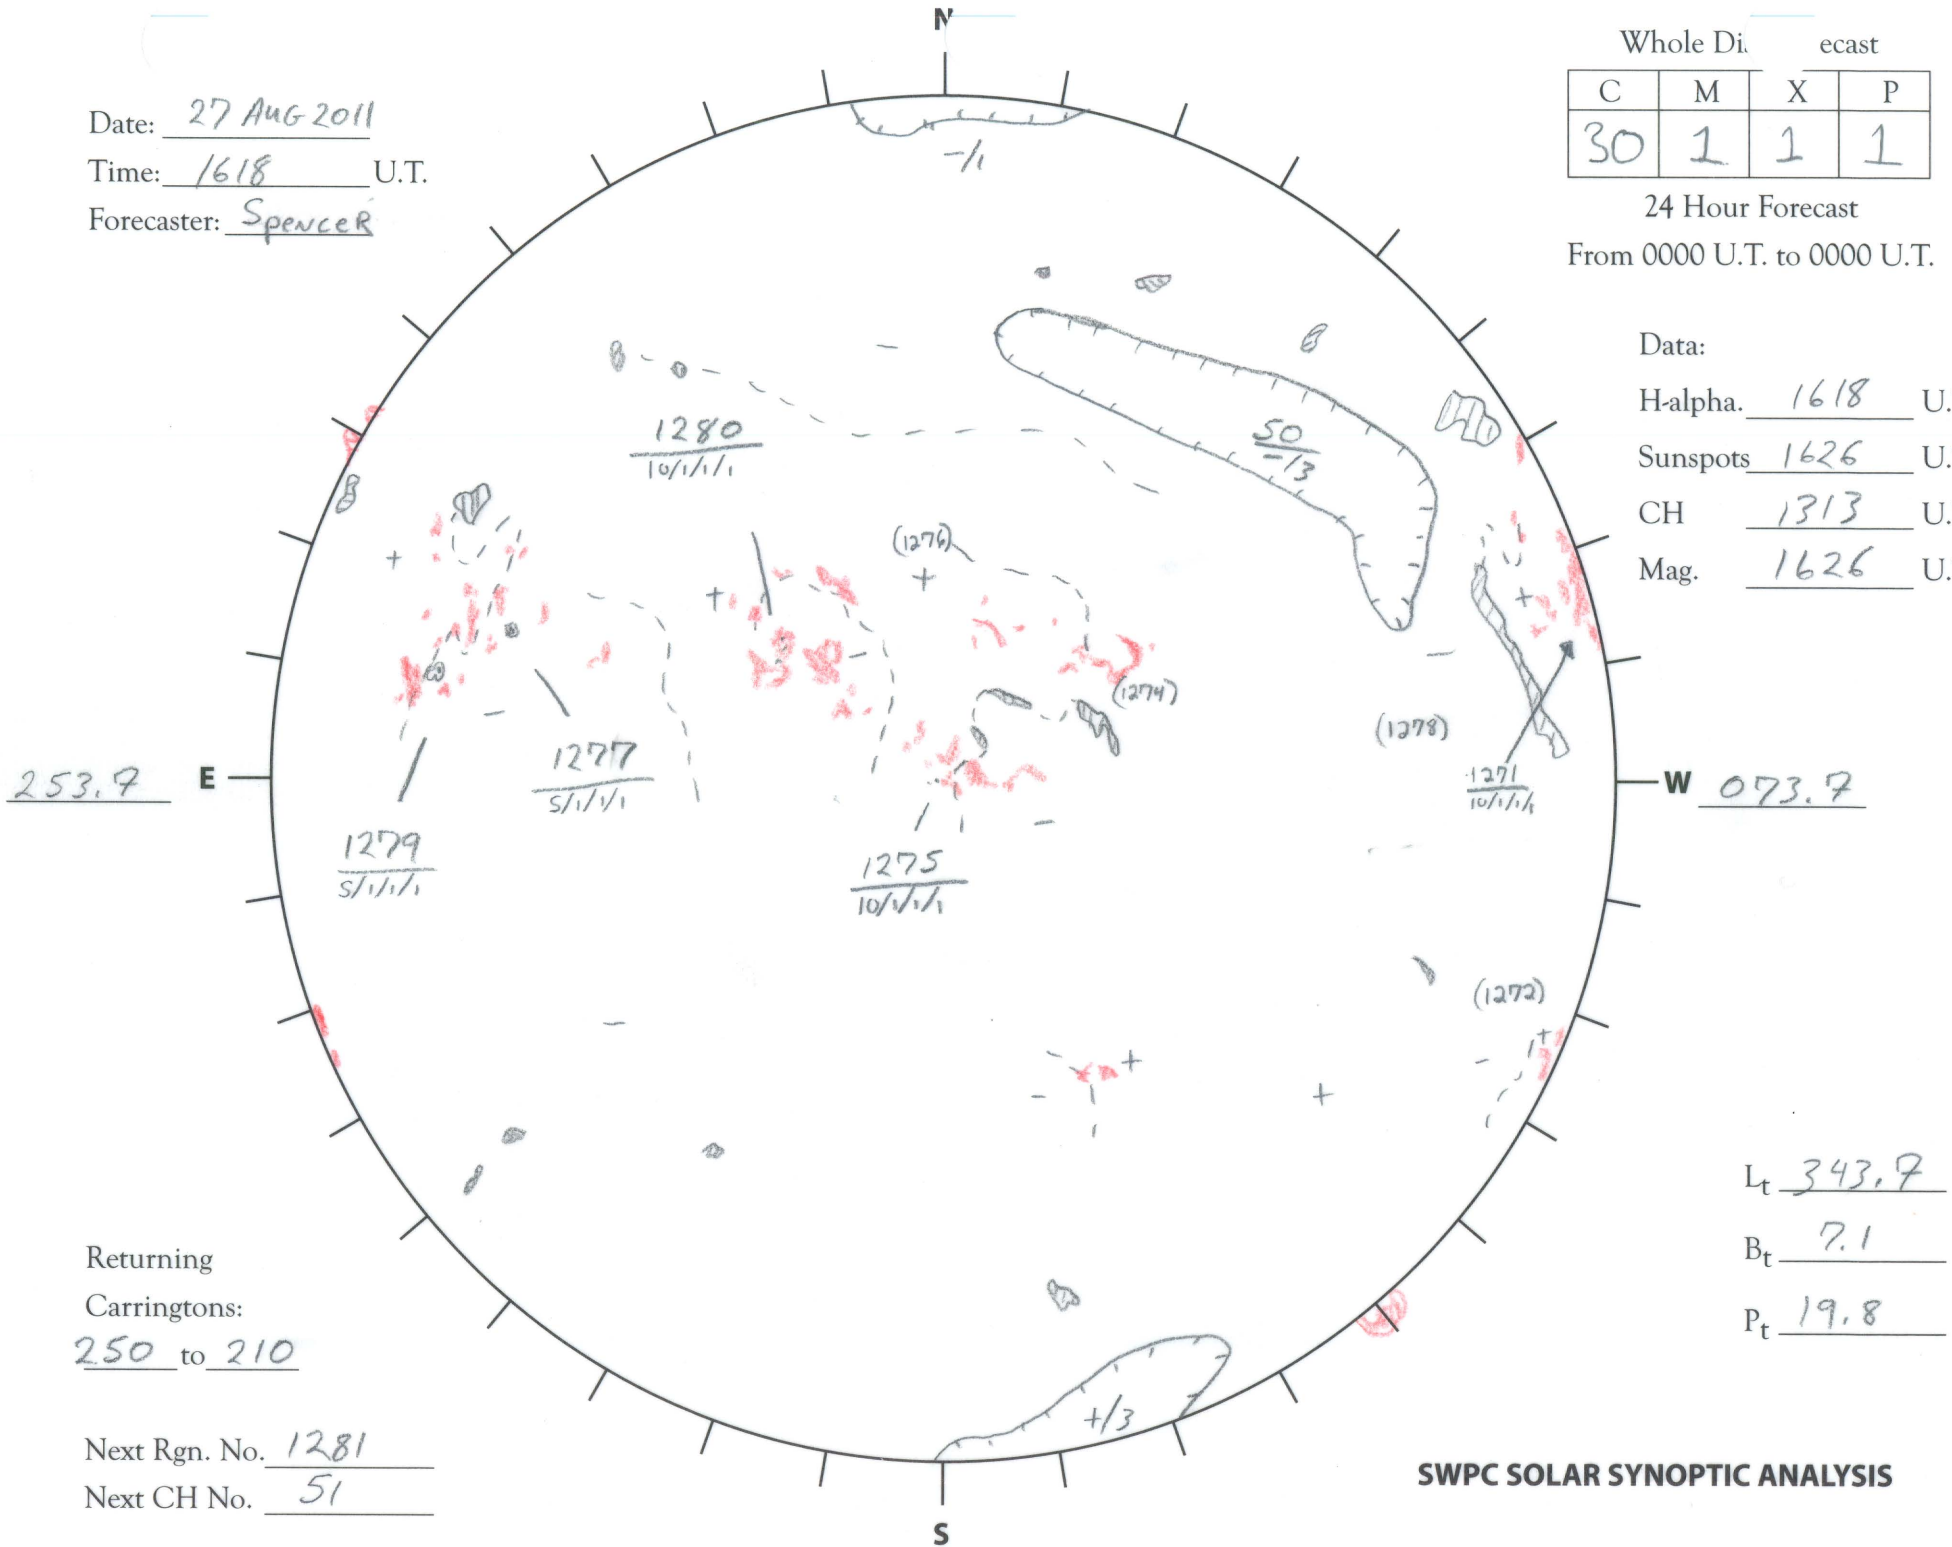 N
Date: 27 AUG 2011
Time: 1618 U.T.
Forecaster: SpenceR
Whole Di ecast
C M X P
30 1 1 1
24 Hour Forecast
From 0000 U.T. to 0000 U.T.
Data:
H-alpha. 1618 U.
Sunspots 1626 U.
CH 1313 U.
Mag. 1626 U.
-/1
50
-/3
1280
10/1/1/1
(1276)
+
+
+
+
-
-
-
-
(1274)
(1278)
1277
5/1/1/1
1271
10/1/1/1
253.7 E
W 073.7
1279
5/1/1/1
1275
10/1/1/1
-
(1272)
-
-
+
-
+
+
Lt 343.7
Bt 7.1
Pt 19.8
Returning
Carringtons:
250 to 210
+/3
Next Rgn. No. 1281
Next CH No. 51
SWPC SOLAR SYNOPTIC ANALYSIS
S